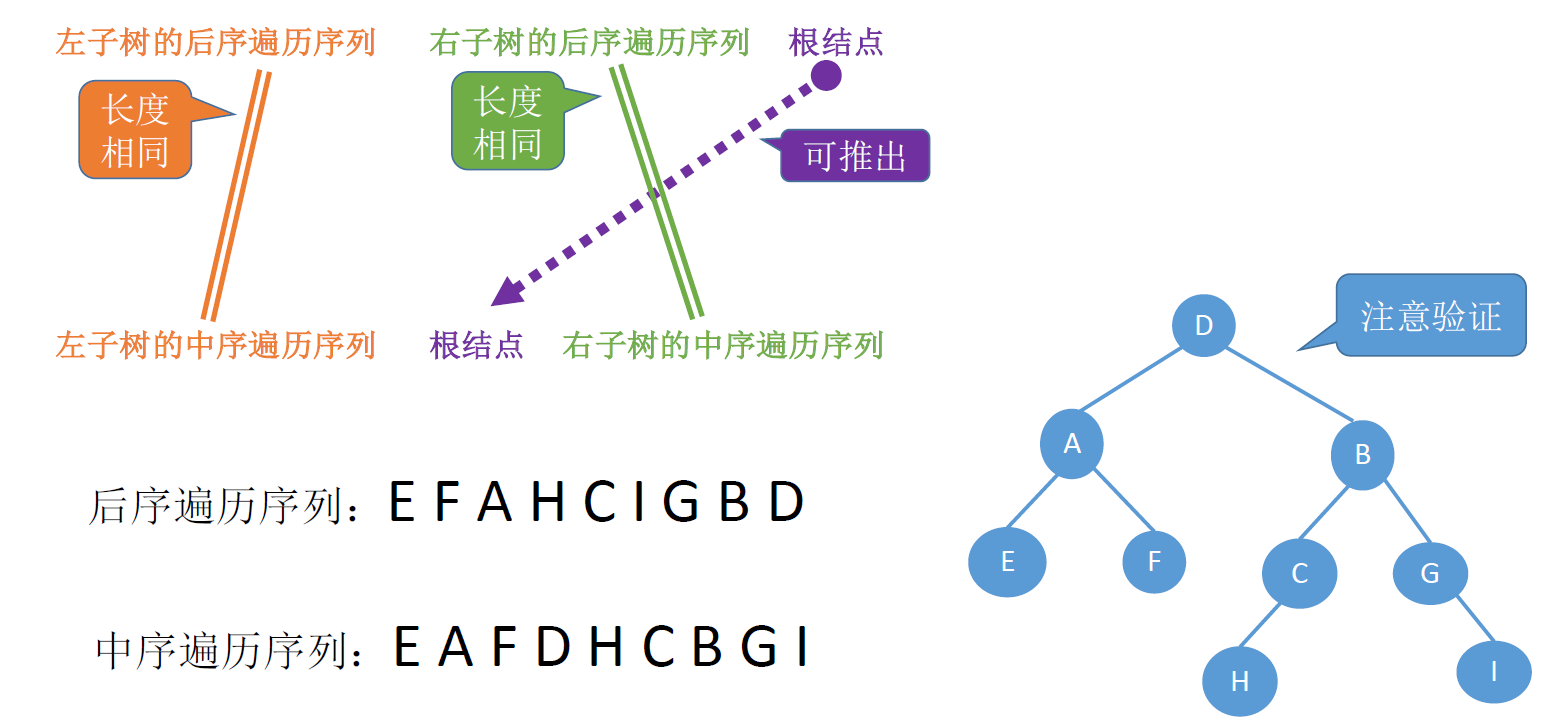 左子树的后序遍历序列 右子树的后序遍历序列 根结点
长度
相同
长度
相同
可推出
左子树的中序遍历序列 根结点 右子树的中序遍历序列
注意验证
D
A
B
E
F
C
G
H
I
后序遍历序列：E F A H C I G B D
中序遍历序列：E A F D H C B G I